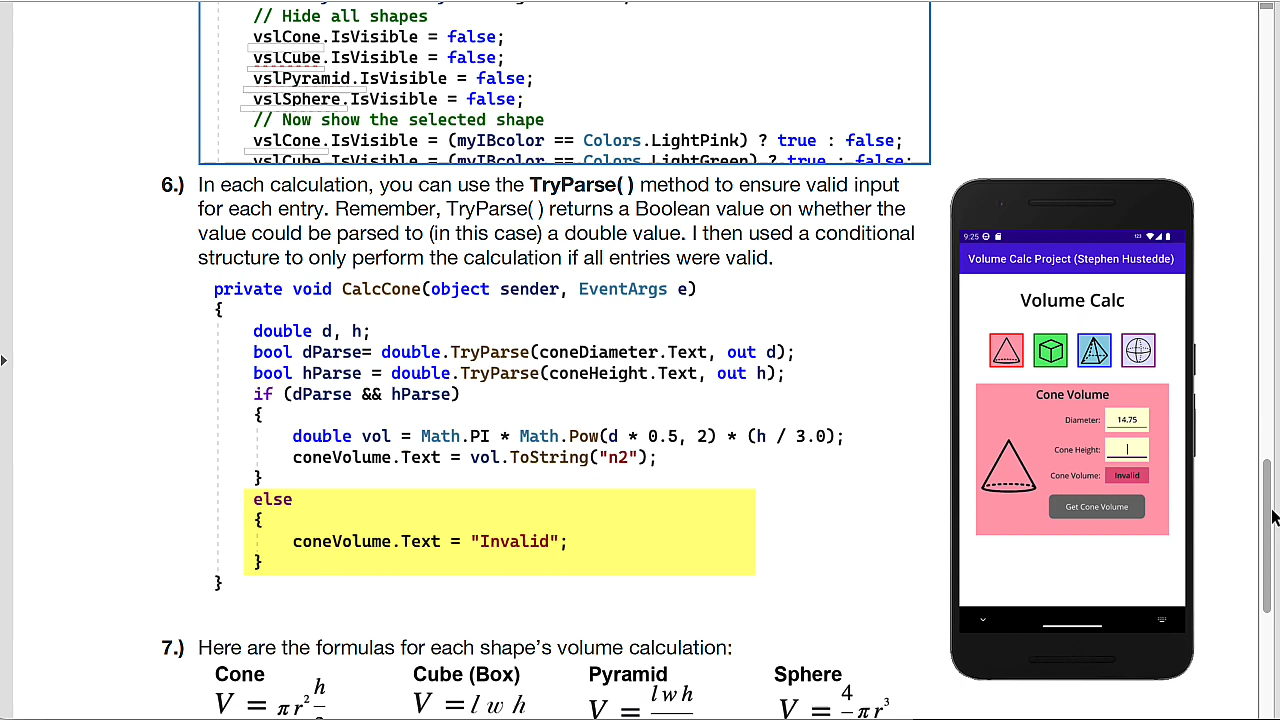 // Hide all shapes
vslCone.IsVisible = false;
vslCube.IsVisible = false;
vslPyramid.IsVisible = false;
vslSphere.IsVisible = false;
// Now show the selected shape
vslCone.IsVisible = (myIBcolor == Colors.LightPink) ? true : false;
vslCube.IsVisible = (myIBcolor == Colors.LightGreen) ? true : false;
6.) In each calculation, you can use the TryParse() method to ensure valid input
for each entry. Remember, TryParse() returns a Boolean value on whether the
value could be parsed to (in this case) a double value. I then used a conditional
structure to only perform the calculation if all entries were valid.
private void CalcCone(object sender, EventArgs e)
{
double d, h;
bool dParse= double.TryParse(coneDiameter.Text, out d);
bool hParse = double.TryParse(coneHeight.Text, out h);
if (dParse && hParse)
{
double vol = Math.PI * Math.Pow(d * 0.5, 2) * (h / 3.0);
coneVolume.Text = vol.ToString("n2");
}
else
{
coneVolume.Text = "Invalid";
}
}
9:25
Volume Calc Project (Stephen Hustedde)
Volume Calc
Cone Volume
Diameter: 14.75
Cone Height:
Cone Volume: Invalid
Get Cone Volume
7.) Here are the formulas for each shape's volume calculation:
Cone Cube (Box) Pyramid Sphere
V = πr² h V = l w h V = l w h V = 4 πr³